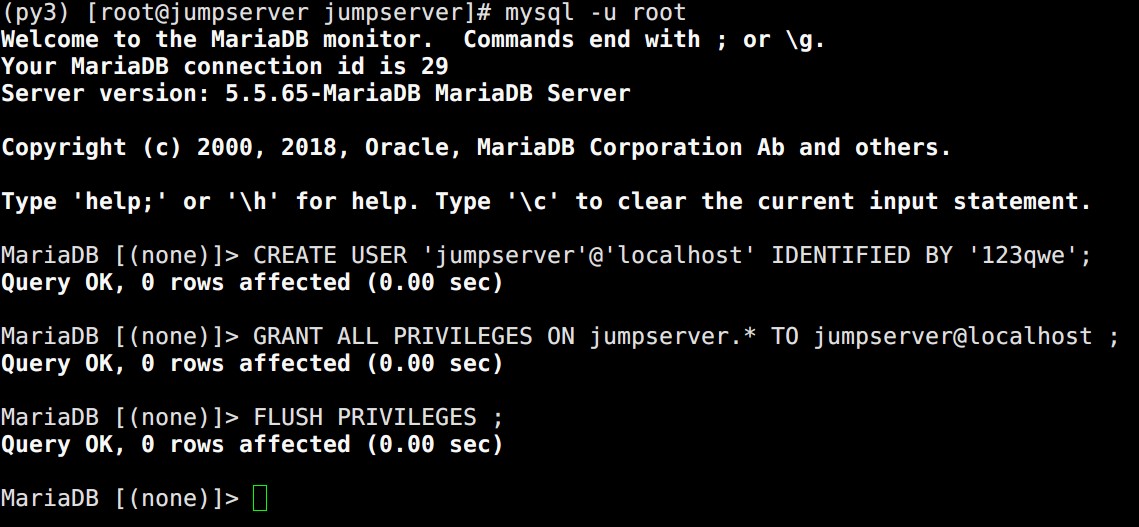 (py3) [root@jumpserver jumpserver]# mysql -u root
Welcome to the MariaDB monitor.  Commands end with ; or \g.
Your MariaDB connection id is 29
Server version: 5.5.65-MariaDB MariaDB Server
Copyright (c) 2000, 2018, Oracle, MariaDB Corporation Ab and others.
Type 'help;' or '\h' for help. Type '\c' to clear the current input statement.
MariaDB [(none)]> CREATE USER 'jumpserver'@'localhost' IDENTIFIED BY '123qwe';
Query OK, 0 rows affected (0.00 sec)
MariaDB [(none)]> GRANT ALL PRIVILEGES ON jumpserver.* TO jumpserver@localhost ;
Query OK, 0 rows affected (0.00 sec)
MariaDB [(none)]> FLUSH PRIVILEGES ;
Query OK, 0 rows affected (0.00 sec)
MariaDB [(none)]>